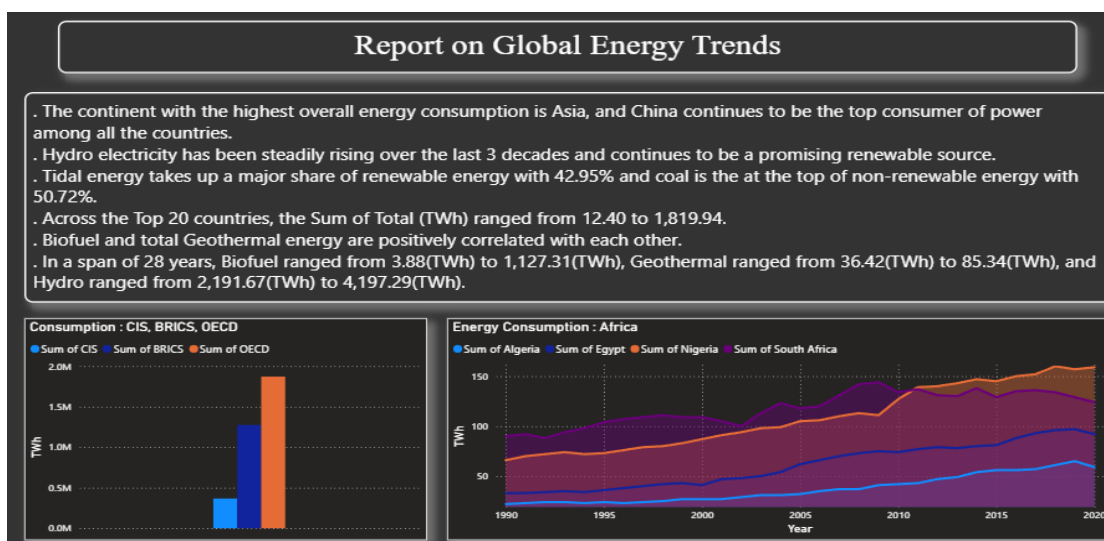 Report on Global Energy Trends
. The continent with the highest overall energy consumption is Asia, and China continues to be the top consumer of power
among all the countries.
. Hydro electricity has been steadily rising over the last 3 decades and continues to be a promising renewable source.
. Tidal energy takes up a major share of renewable energy with 42.95% and coal is the at the top of non-renewable energy with
50.72%.
. Across the Top 20 countries, the Sum of Total (TWh) ranged from 12.40 to 1,819.94.
. Biofuel and total Geothermal energy are positively correlated with each other.
. In a span of 28 years, Biofuel ranged from 3.88(TWh) to 1,127.31(TWh), Geothermal ranged from 36.42(TWh) to 85.34(TWh), and
Hydro ranged from 2,191.67(TWh) to 4,197.29(TWh).
Consumption : CIS, BRICS, OECD
Sum of CIS Sum of BRICS Sum of OECD
2.0M
1.5M
1.0M
0.5M
0.0M
TWh
Energy Consumption : Africa
Sum of Algeria Sum of Egypt Sum of Nigeria Sum of South Africa
150
100
50
TWh
1990 1995 2000 2005 2010 2015 2020
Year